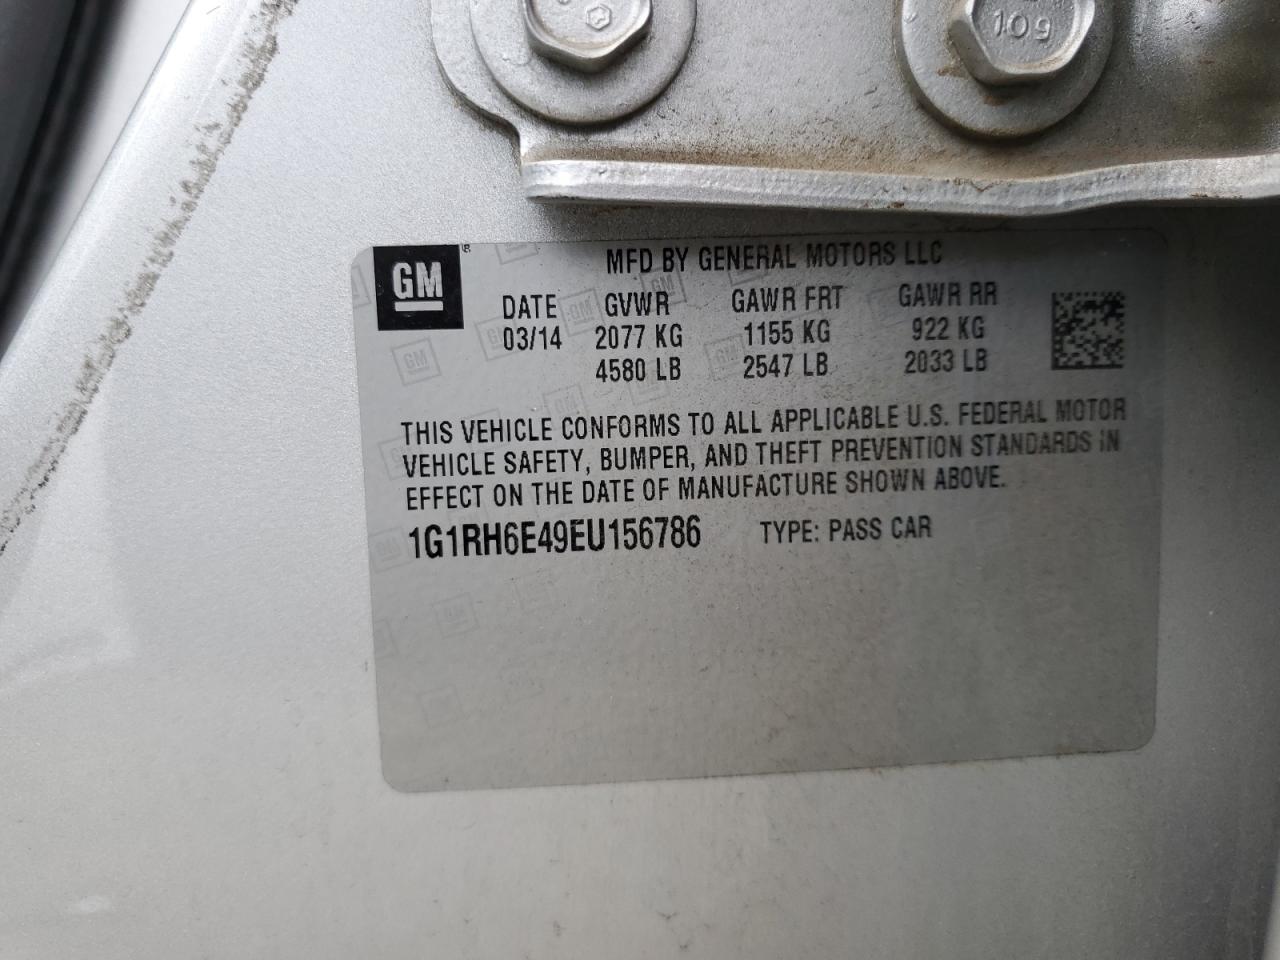 109
GM
MFD BY GENERAL MOTORS LLC
DATE GVWR GAWR FRT GAWR RR
03/14 2077 KG 1155 KG 922 KG
4580 LB 2547 LB 2033 LB
THIS VEHICLE CONFORMS TO ALL APPLICABLE U.S. FEDERAL MOTOR
VEHICLE SAFETY, BUMPER, AND THEFT PREVENTION STANDARDS IN
EFFECT ON THE DATE OF MANUFACTURE SHOWN ABOVE.
1G1RH6E49EU156786 TYPE: PASS CAR